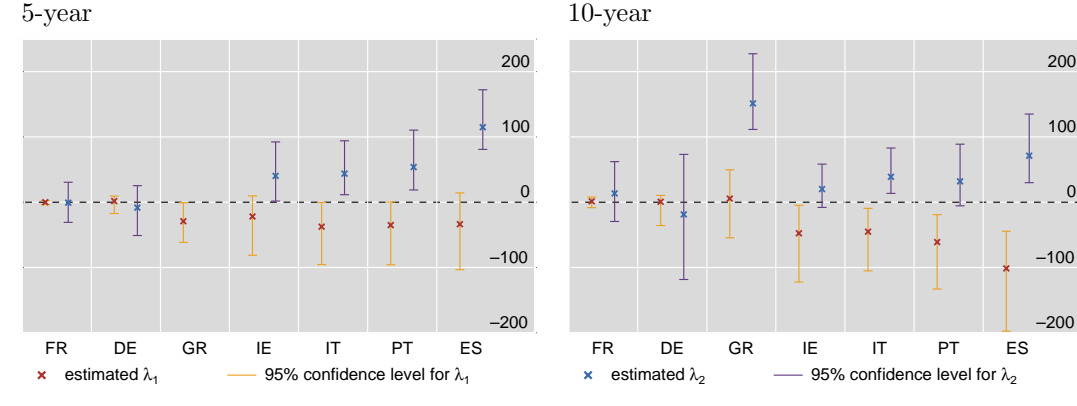 5-year
10-year
200
100
0
–100
–200
200
100
0
–100
–200
FR DE GR IE IT PT ES
FR DE GR IE IT PT ES
estimated λ1
95% confidence level for λ1
estimated λ2
95% confidence level for λ2